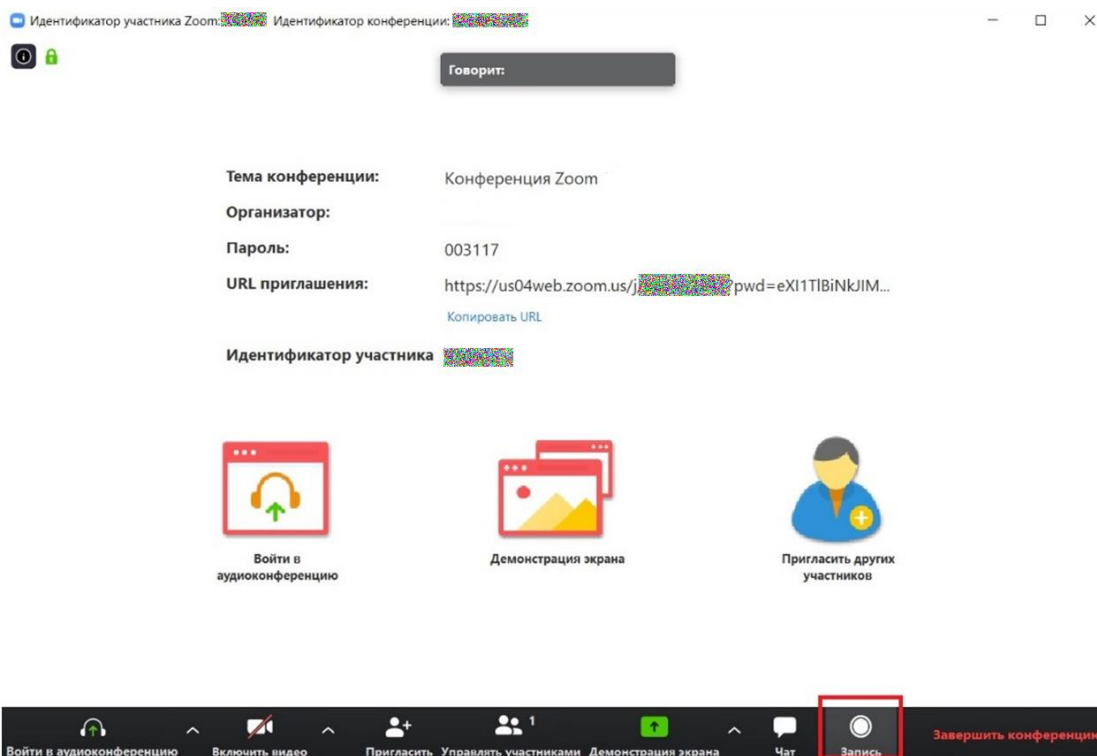 Идентификатор участника Zoom: Идентификатор конференции:
Говорит:
Тема конференции: Конференция Zoom
Организатор:
Пароль: 003117
URL приглашения: https://us04web.zoom.us/j/ ?pwd=eXI1TlBiNkJIM...
Копировать URL
Идентификатор участника
Войти в
аудиоконференцию
Демонстрация экрана
Пригласить других
участников
1
Войти в аудиоконференцию Включить видео Пригласить Управлять участниками Демонстрация экрана Чат Запись Завершить конференцию